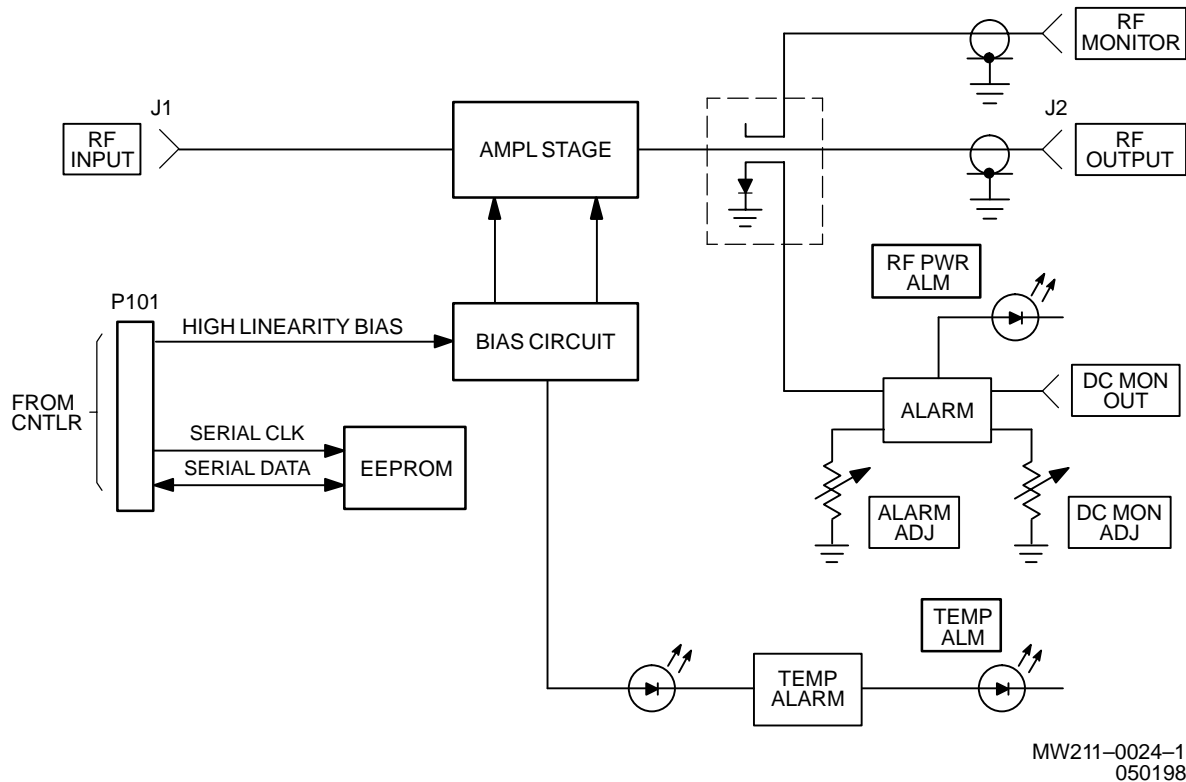 RF
MONITOR
J1
J2
RF
INPUT
AMPL STAGE
RF
OUTPUT
RF PWR
ALM
P101
HIGH LINEARITY BIAS
BIAS CIRCUIT
FROM
CNTLR
ALARM
DC MON
OUT
SERIAL CLK
SERIAL DATA
EEPROM
ALARM
ADJ
DC MON
ADJ
TEMP
ALM
TEMP
ALARM
MW211–0024–1
050198